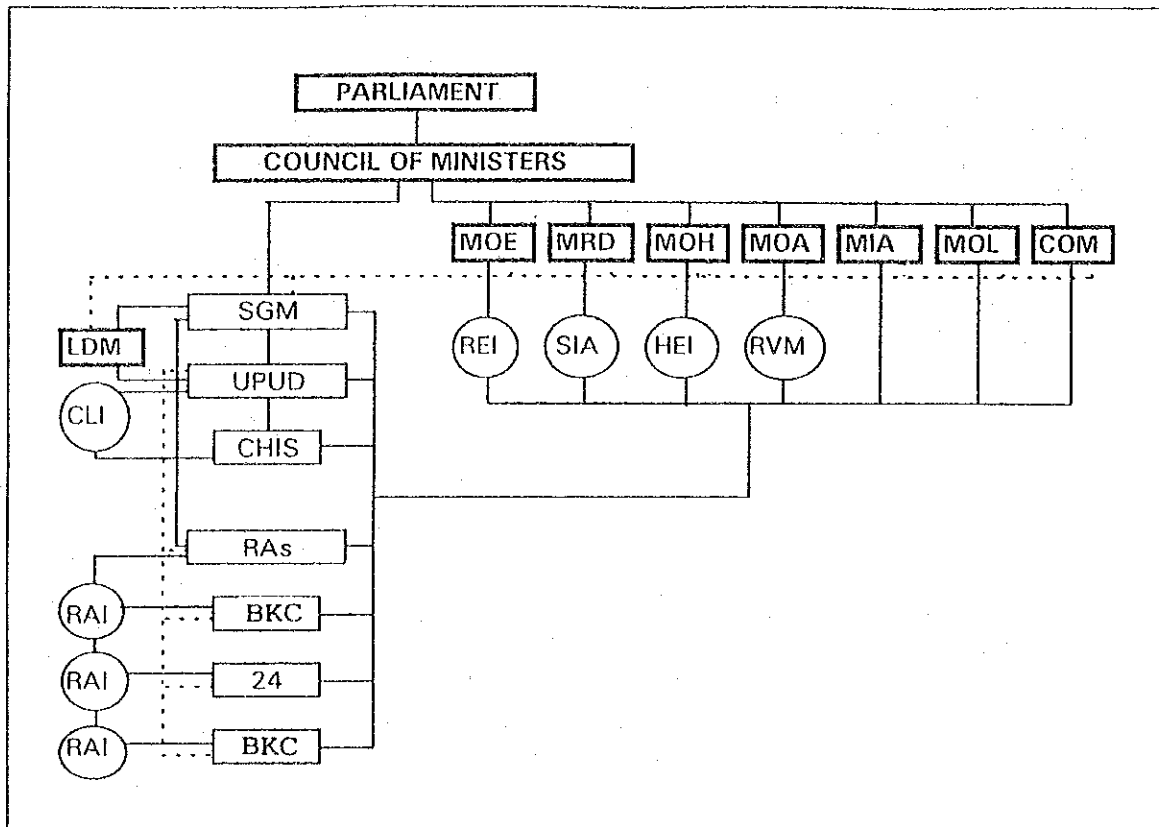 PARLIAMENT
COUNCIL OF MINISTERS
MOE MRD MOH MOA MIA MOL COM
SGM
LDM
REI SIA HEI RVM
UPUD
CLI
CHIS
RAs
RAI BKC
RAI 24
RAI BKC